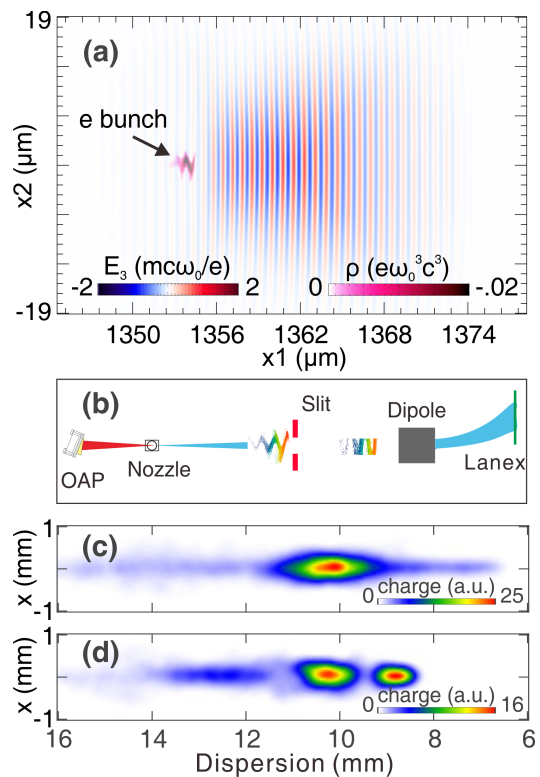 19
(a)
e bunch
x2 (μm)
E₃ (mcω₀/e)
-2 2
ρ (eω₀³c³)
0 -.02
-19
1350 1356 1362 1368 1374
x1 (μm)
(b)
Slit
Dipole
OAP
Nozzle
Lanex
1
(c)
x (mm)
charge (a.u.)
0 25
-1
1
(d)
x (mm)
charge (a.u.)
0 16
-1
16 14 12 10 8 6
Dispersion (mm)